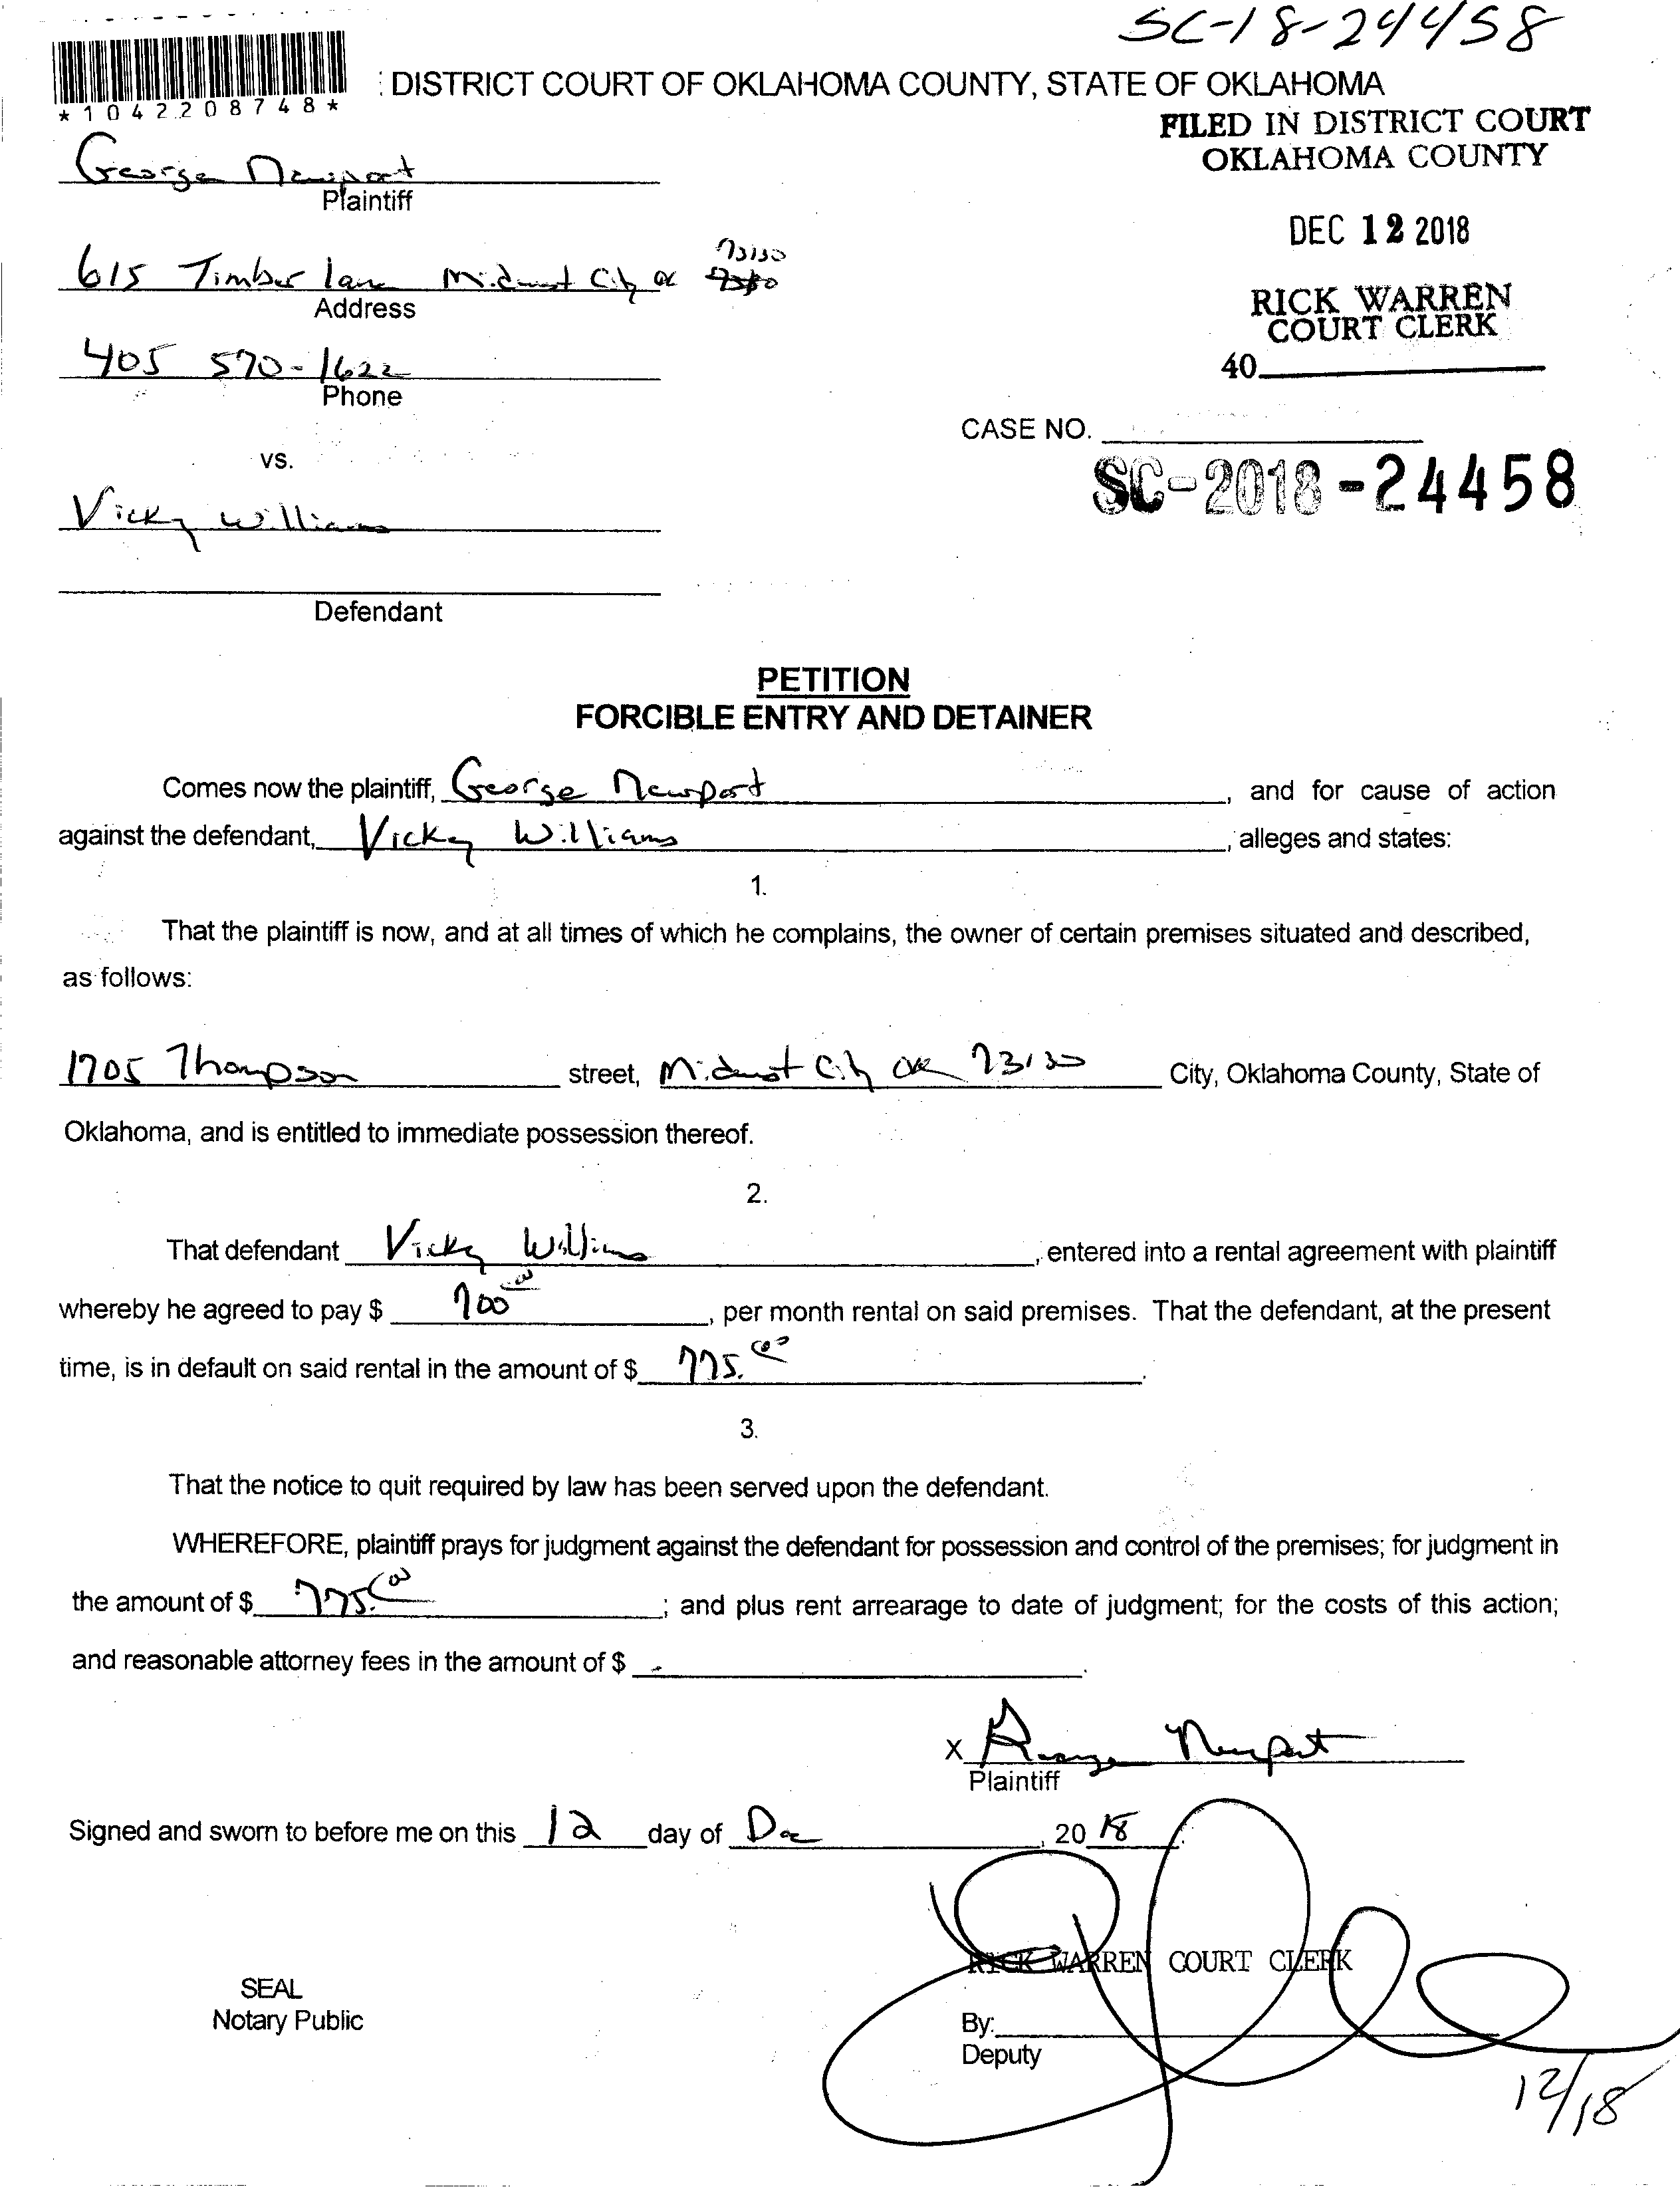 SC-18-24458
*1042208748*
: DISTRICT COURT OF OKLAHOMA COUNTY, STATE OF OKLAHOMA
FILED IN DISTRICT COURT
OKLAHOMA COUNTY
George Newport
Plaintiff
DEC 12 2018
73130
615 Timber lane Midwest City OK
Address
RICK WARREN
COURT CLERK
405 570-1622
Phone
40
CASE NO.
vs.
SC-2018-24458
Vicky Williams
Defendant
PETITION
FORCIBLE ENTRY AND DETAINER
Comes now the plaintiff, George Newport, and for cause of action
against the defendant, Vicky Williams, alleges and states:
1.
That the plaintiff is now, and at all times of which he complains, the owner of certain premises situated and described,
as follows:
1705 Thompson street, Midwest City OK 73130 City, Oklahoma County, State of
Oklahoma, and is entitled to immediate possession thereof.
2.
That defendant Vicky Williams, entered into a rental agreement with plaintiff
whereby he agreed to pay $ 700 00, per month rental on said premises. That the defendant, at the present
time, is in default on said rental in the amount of $ 775.00.
3.
That the notice to quit required by law has been served upon the defendant.
WHEREFORE, plaintiff prays for judgment against the defendant for possession and control of the premises; for judgment in
the amount of $ 775.00; and plus rent arrearage to date of judgment; for the costs of this action;
and reasonable attorney fees in the amount of $ -.
X George Newport
Plaintiff
Signed and sworn to before me on this 12 day of Dec, 20 18.
RICK WARREN COURT CLERK
SEAL
Notary Public
By:
Deputy
12/18